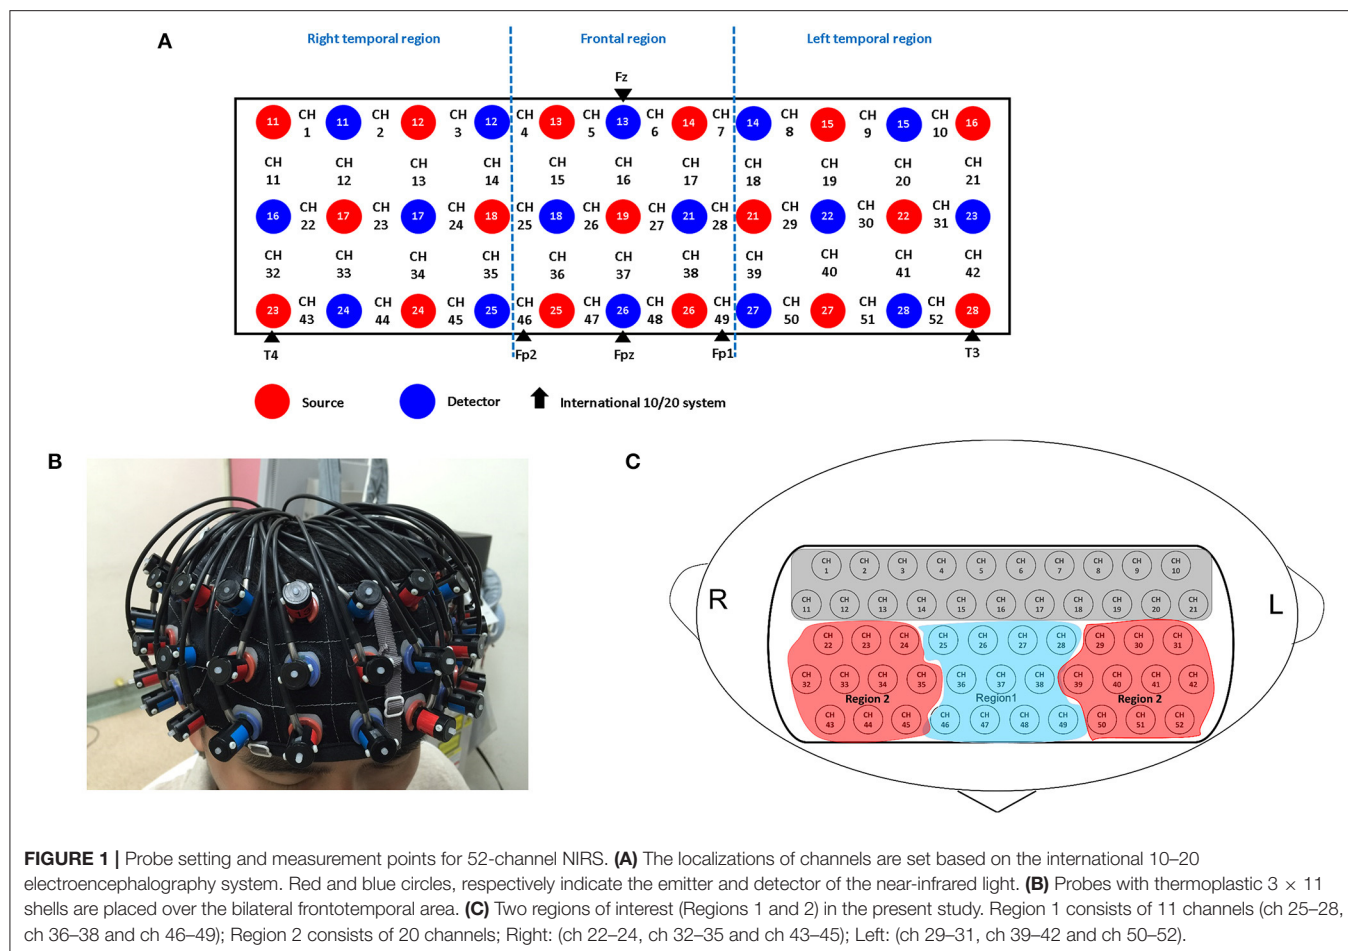 A
Right temporal region Frontal region Left temporal region
Fz
11 CH 1 11 CH 2 12 CH 3 12 CH 4 13 CH 5 13 CH 6 14 CH 7 14 CH 8 15 CH 9 15 CH 10 16
CH 11 CH 12 CH 13 CH 14 CH 15 CH 16 CH 17 CH 18 CH 19 CH 20 CH 21
16 CH 22 17 CH 23 17 CH 24 18 CH 25 18 CH 26 19 CH 27 21 CH 28 21 CH 29 22 CH 30 22 CH 31 23
CH 32 CH 33 CH 34 CH 35 CH 36 CH 37 CH 38 CH 39 CH 40 CH 41 CH 42
23 CH 43 24 CH 44 24 CH 45 25 CH 46 25 CH 47 26 CH 48 26 CH 49 27 CH 50 27 CH 51 28 CH 52 28
T4 Fp2 Fpz Fp1 T3
Source Detector International 10/20 system
B
C
R
L
CH 1 CH 2 CH 3 CH 4 CH 5 CH 6 CH 7 CH 8 CH 9 CH 10
CH 11 CH 12 CH 13 CH 14 CH 15 CH 16 CH 17 CH 18 CH 19 CH 20 CH 21
CH 22 CH 23 CH 24 CH 25 CH 26 CH 27 CH 28 CH 29 CH 30 CH 31
CH 32 CH 33 CH 34 CH 35 CH 36 CH 37 CH 38 CH 39 CH 40 CH 41 CH 42
Region 2 Region1 Region 2
CH 43 CH 44 CH 45 CH 46 CH 47 CH 48 CH 49 CH 50 CH 51 CH 52
FIGURE 1 | Probe setting and measurement points for 52-channel NIRS. (A) The localizations of channels are set based on the international 10–20
electroencephalography system. Red and blue circles, respectively indicate the emitter and detector of the near-infrared light. (B) Probes with thermoplastic 3 × 11
shells are placed over the bilateral frontotemporal area. (C) Two regions of interest (Regions 1 and 2) in the present study. Region 1 consists of 11 channels (ch 25–28,
ch 36–38 and ch 46–49); Region 2 consists of 20 channels; Right: (ch 22–24, ch 32–35 and ch 43–45); Left: (ch 29–31, ch 39–42 and ch 50–52).